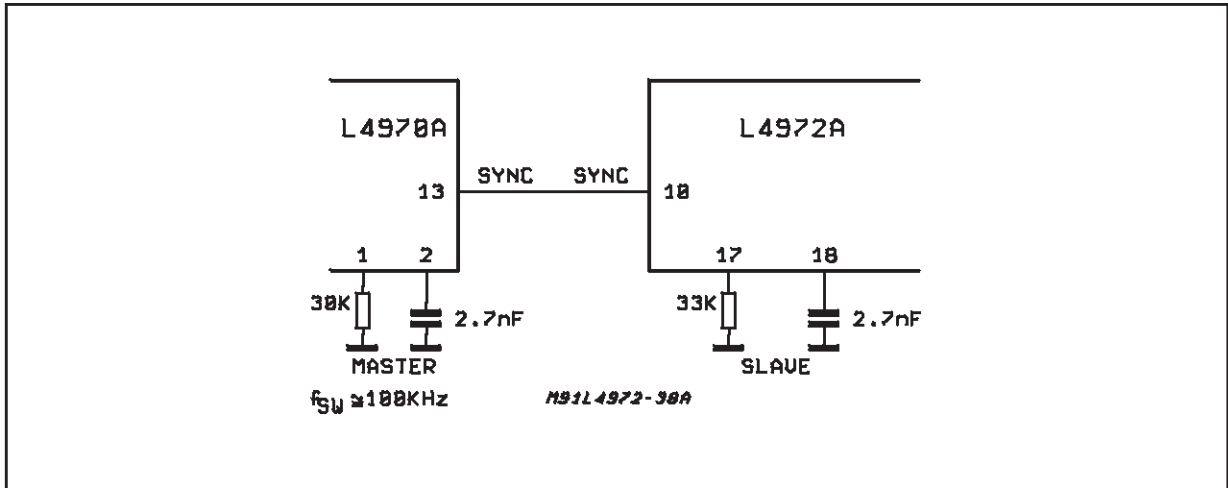 L4970A
L4972A
SYNC SYNC
13
10
1 2
17 18
30K
2.7nF
33K
2.7nF
MASTER
SLAVE
fSW ≅100KHz
M91L4972-30A